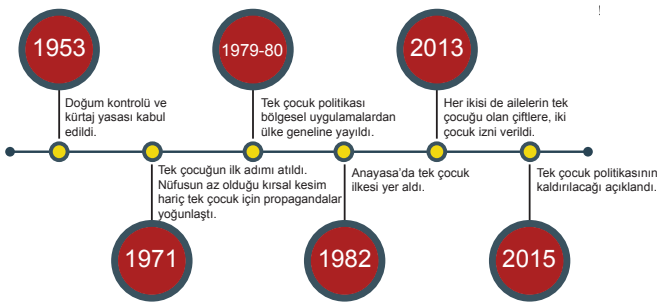 1953
Doğum kontrolü ve
kürtaj yasası kabul
edildi.
1971
Tek çocuğun ilk adımı atıldı.
Nüfusun az olduğu kırsal kesim
hariç tek çocuk için propagandalar
yoğunlaştı.
1979-80
Tek çocuk politikası
bölgesel uygulamalardan
ülke geneline yayıldı.
1982
Anayasa’da tek çocuk
ilkesi yer aldı.
2013
Her ikisi de ailelerin tek
çocuğu olan çiftlere, iki
çocuk izni verildi.
2015
Tek çocuk politikasının
kaldırılacağı açıklandı.
!